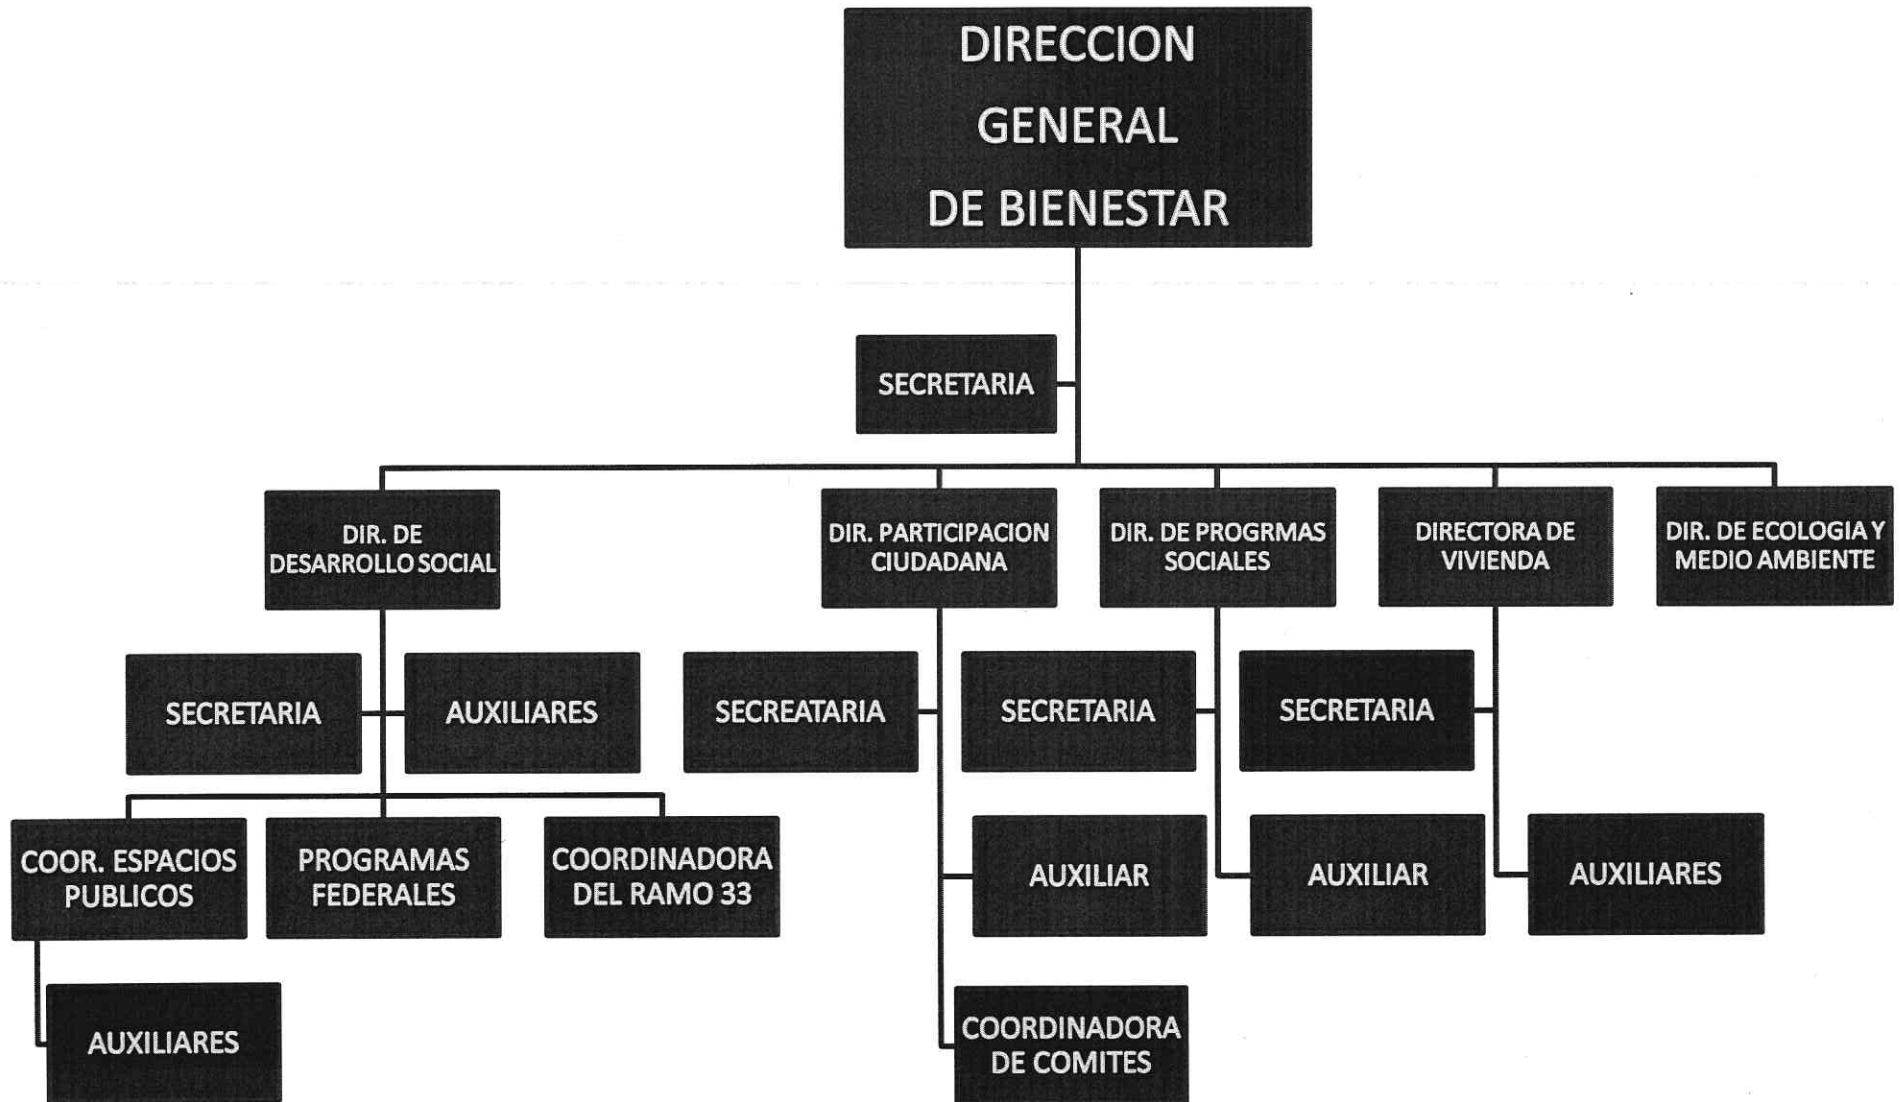 DIRECCION
GENERAL
DE BIENESTAR
SECRETARIA
DIR. DE
DESARROLLO SOCIAL
DIR. PARTICIPACION
CIUDADANA
DIR. DE PROGRMAS
SOCIALES
DIRECTORA DE
VIVIENDA
DIR. DE ECOLOGIA Y
MEDIO AMBIENTE
SECRETARIA
AUXILIARES
SECREATARIA
SECRETARIA
SECRETARIA
COOR. ESPACIOS
PUBLICOS
PROGRAMAS
FEDERALES
COORDINADORA
DEL RAMO 33
AUXILIAR
AUXILIAR
AUXILIARES
AUXILIARES
COORDINADORA
DE COMITES